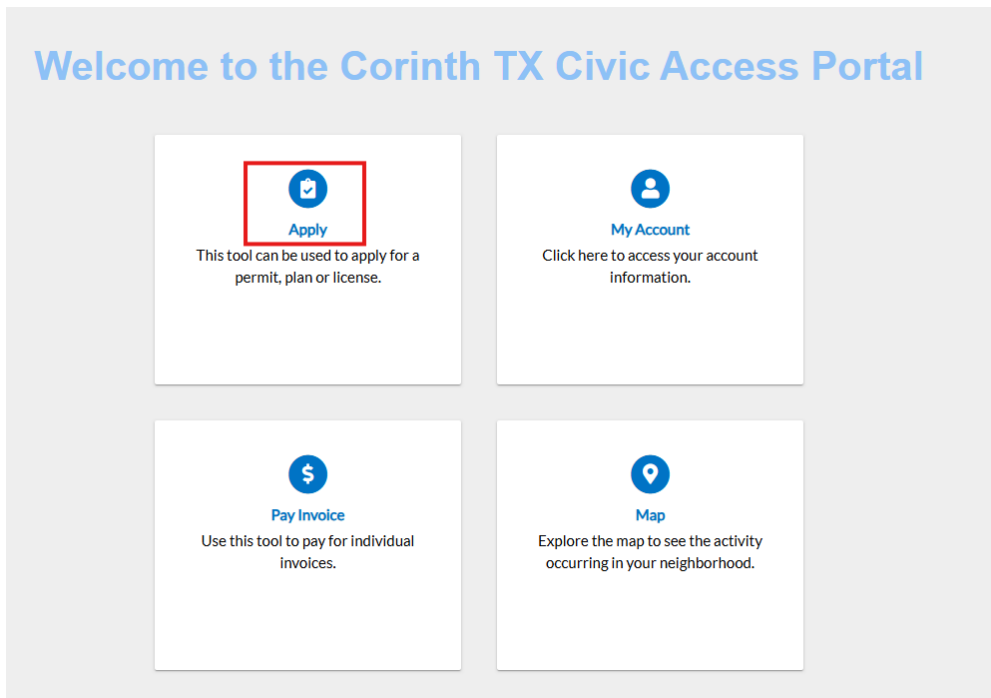 Welcome to the Corinth TX Civic Access Portal
Apply
This tool can be used to apply for a
permit, plan or license.
My Account
Click here to access your account
information.
Pay Invoice
Use this tool to pay for individual
invoices.
Map
Explore the map to see the activity
occurring in your neighborhood.